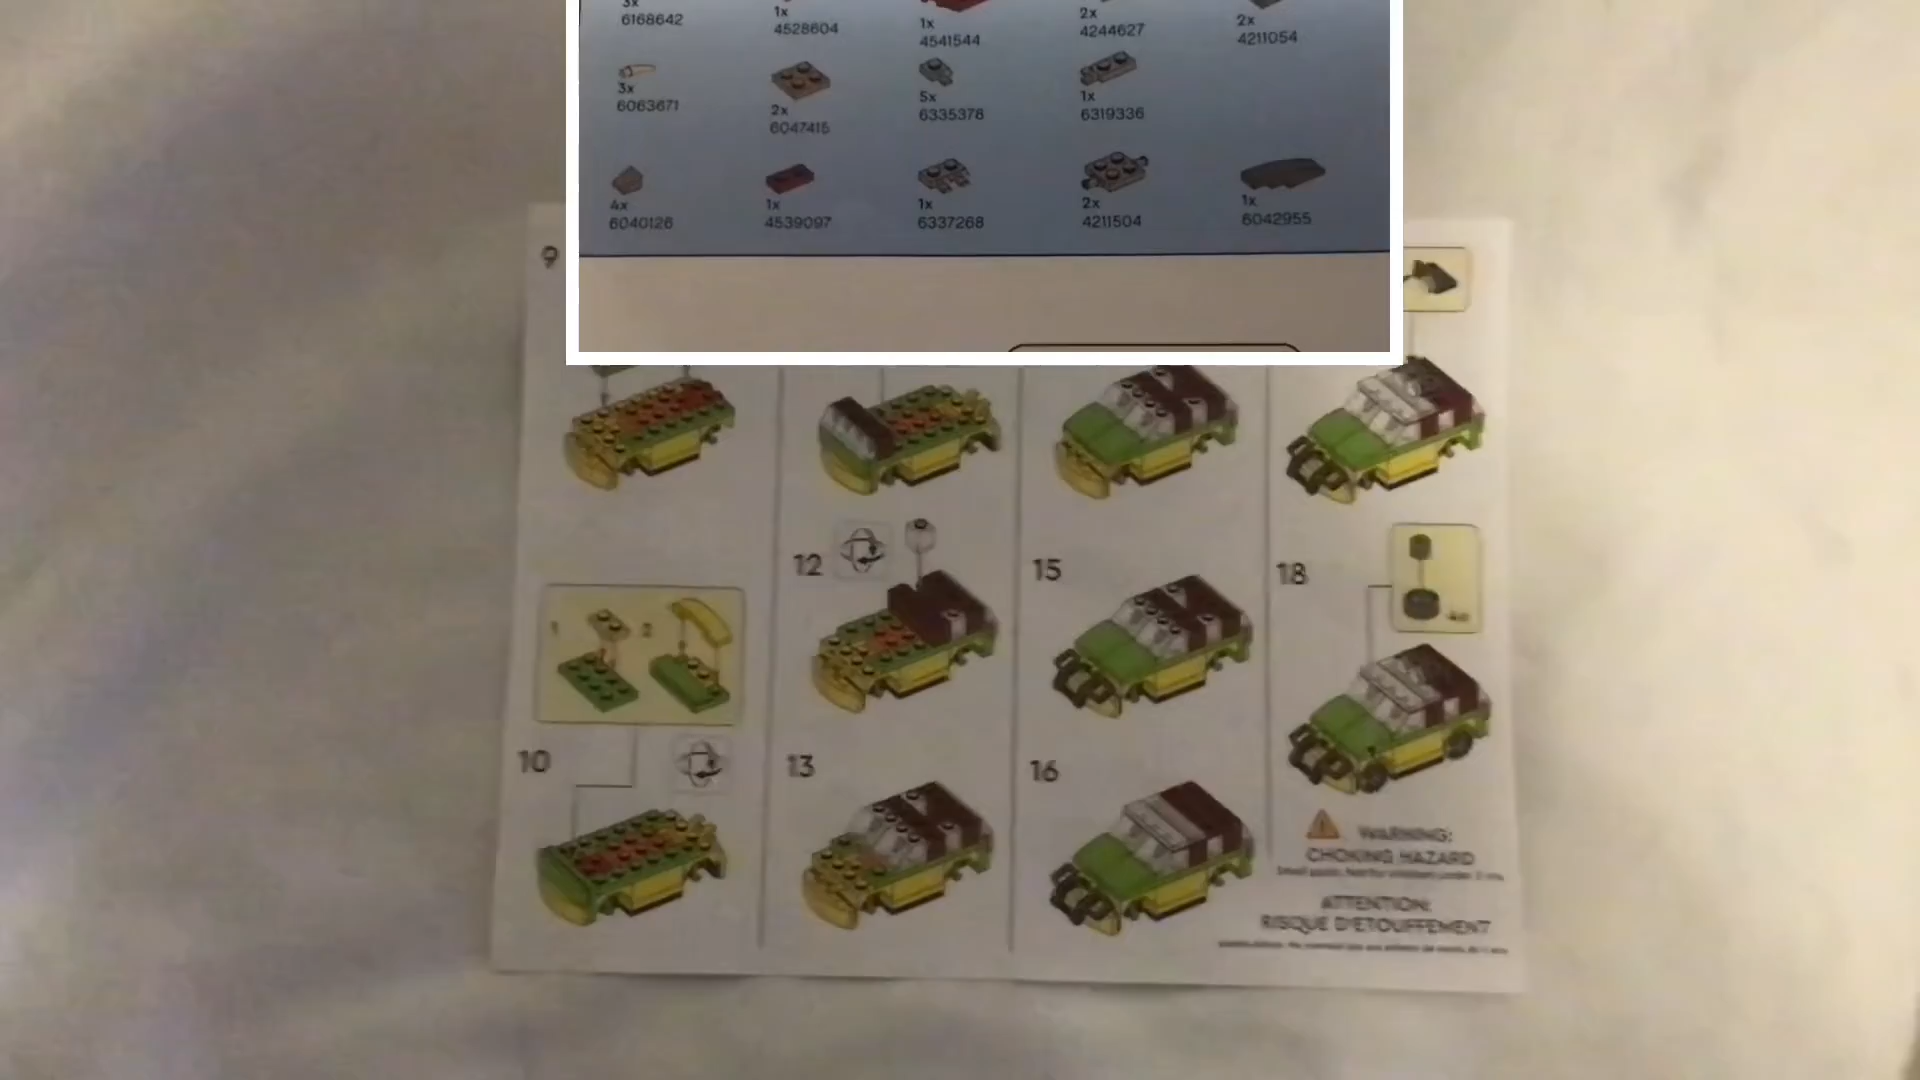 3x
6168642
1x
4528604
1x
4541544
2x
4244627
2x
4211054
3x
6063671
2x
6047415
5x
6335378
1x
6319336
4x
6040126
1x
4539097
1x
6337268
2x
4211504
1x
6042955
9
1 2
10
12
13
15
16
18
WARNING:
CHOKING HAZARD
ATTENTION:
RISQUE D'ETOUFFEMENT